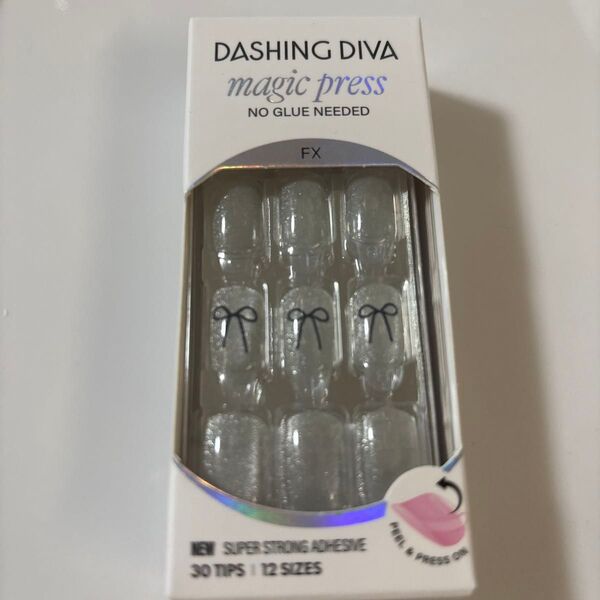 DASHING DIVA
magic press
NO GLUE NEEDED
FX
NEW SUPER STRONG ADHESIVE
30 TIPS | 12 SIZES
PEEL & PRESS ON